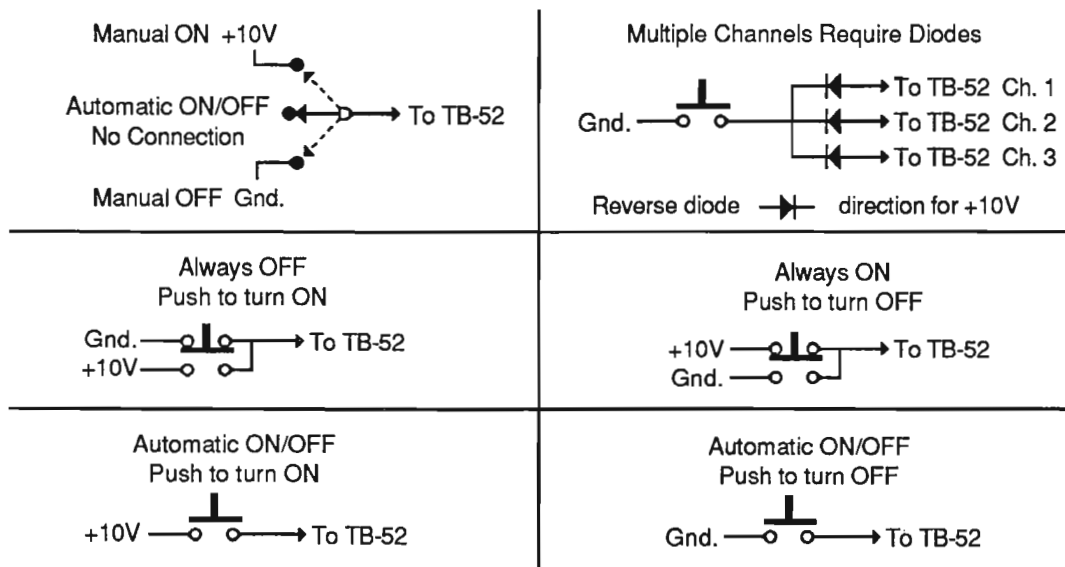 Manual ON +10V
Automatic ON/OFF
No Connection
To TB-52
Manual OFF Gnd.
Multiple Channels Require Diodes
Gnd.
To TB-52 Ch. 1
To TB-52 Ch. 2
To TB-52 Ch. 3
Reverse diode direction for +10V
Always OFF
Push to turn ON
Gnd.
To TB-52
+10V
Always ON
Push to turn OFF
+10V
To TB-52
Gnd.
Automatic ON/OFF
Push to turn ON
+10V
To TB-52
Automatic ON/OFF
Push to turn OFF
Gnd.
To TB-52